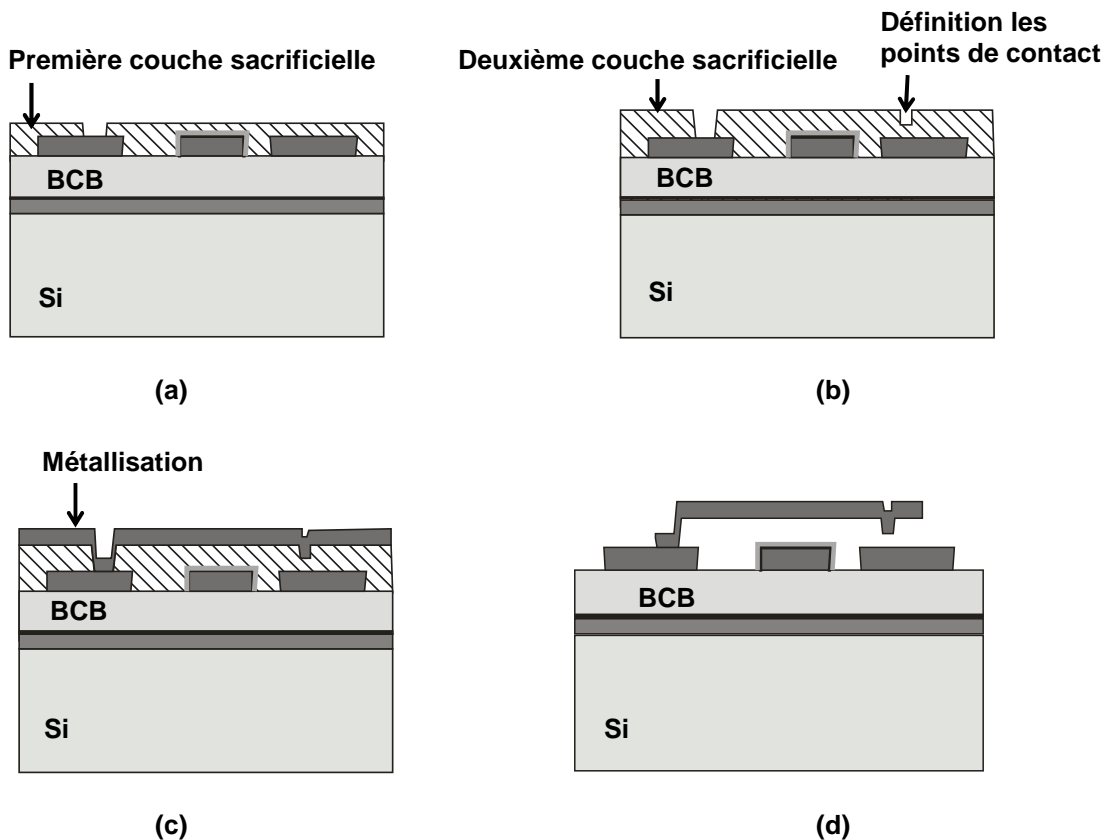 Première couche sacrificielle
BCB
Si
(a)
Deuxième couche sacrificielle
Définition les
points de contact
BCB
Si
(b)
Métallisation
BCB
Si
(c)
BCB
Si
(d)